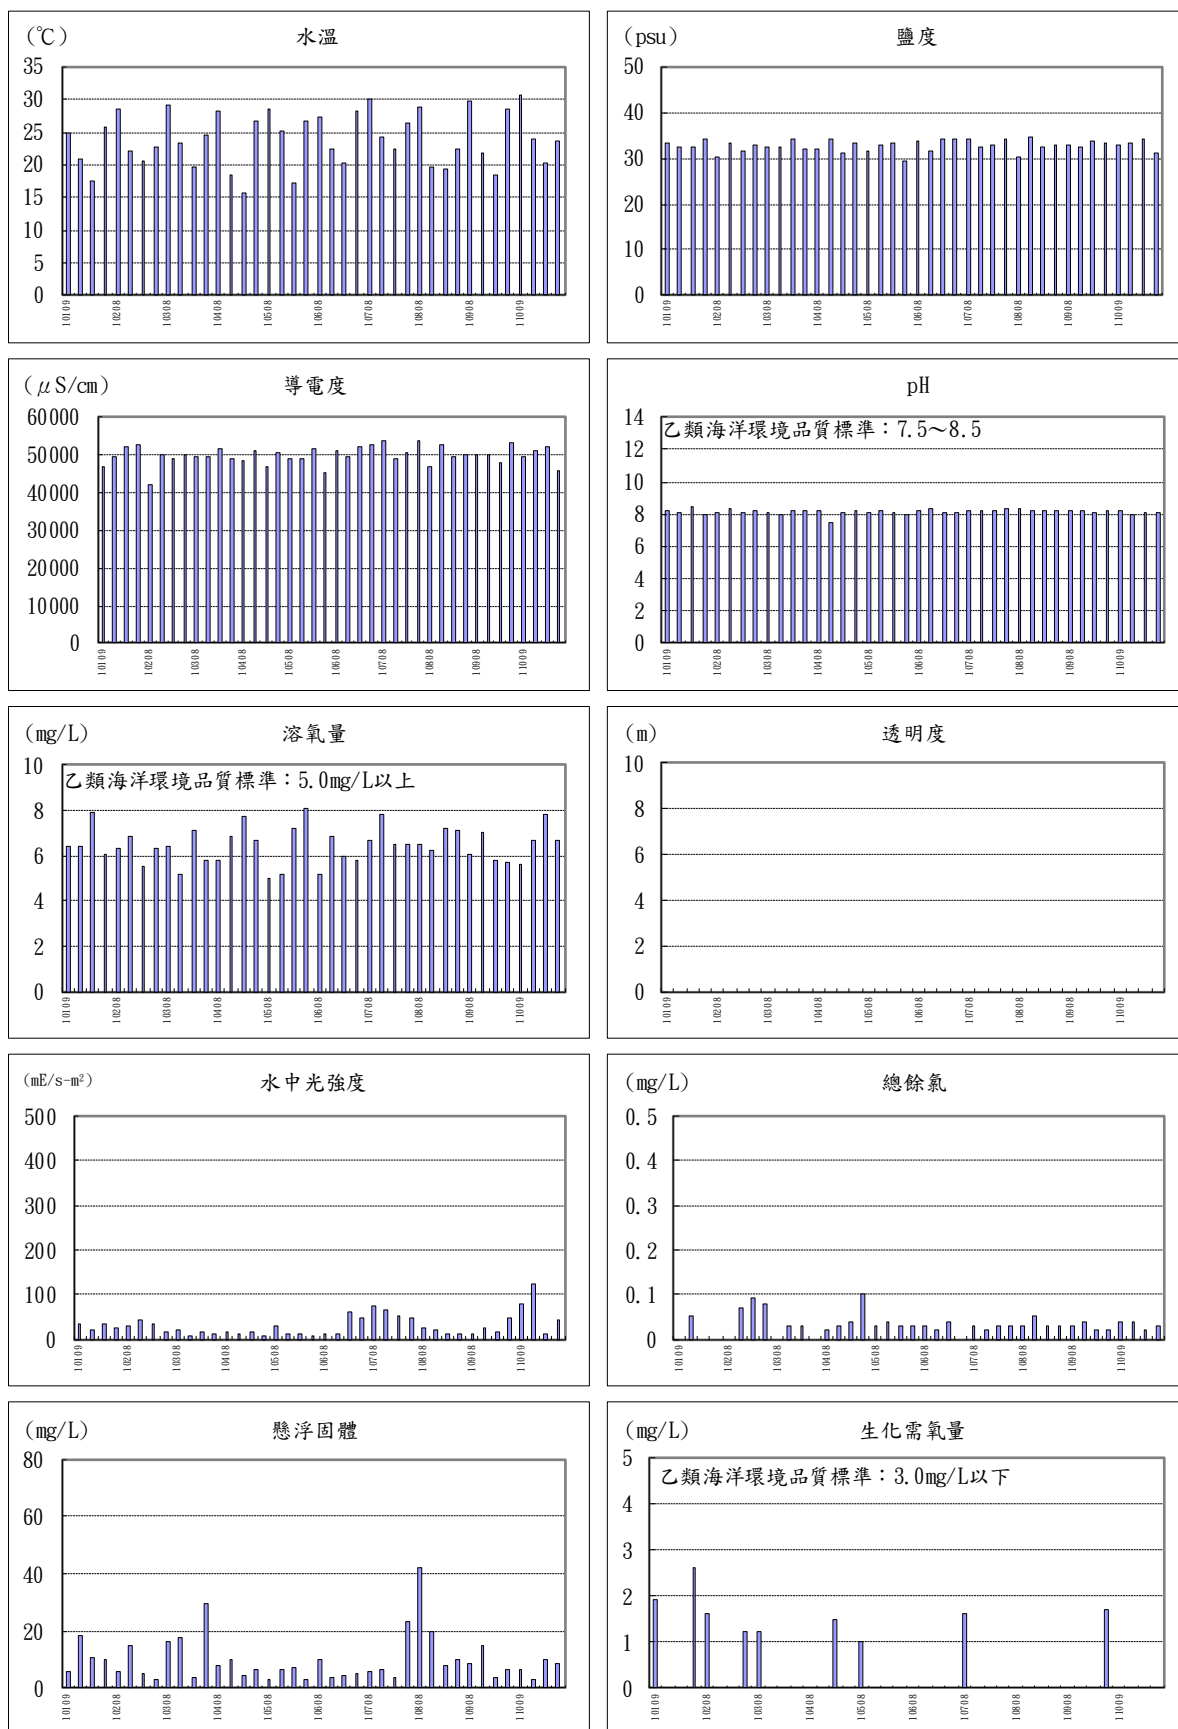 (℃) 水溫
35
30
25
20
15
10
5
0
10109 10208 10308 10408 10508 10608 10708 10808 10908 11009
(psu) 鹽度
50
40
30
20
10
0
10109 10208 10308 10408 10508 10608 10708 10808 10908 11009
(μS/cm) 導電度
60000
50000
40000
30000
20000
10000
0
10109 10208 10308 10408 10508 10608 10708 10808 10908 11009
pH
乙類海洋環境品質標準：7.5～8.5
14
12
10
8
6
4
2
0
10109 10208 10308 10408 10508 10608 10708 10808 10908 11009
(mg/L) 溶氧量
乙類海洋環境品質標準：5.0mg/L以上
10
8
6
4
2
0
10109 10208 10308 10408 10508 10608 10708 10808 10908 11009
(m) 透明度
10
8
6
4
2
0
10109 10208 10308 10408 10508 10608 10708 10808 10908 11009
(mE/s-m²) 水中光強度
500
400
300
200
100
0
10109 10208 10308 10408 10508 10608 10708 10808 10908 11009
(mg/L) 總餘氯
0.5
0.4
0.3
0.2
0.1
0
10109 10208 10308 10408 10508 10608 10708 10808 10908 11009
(mg/L) 懸浮固體
80
60
40
20
0
10109 10208 10308 10408 10508 10608 10708 10808 10908 11009
(mg/L) 生化需氧量
乙類海洋環境品質標準：3.0mg/L以下
5
4
3
2
1
0
10109 10208 10308 10408 10508 10608 10708 10808 10908 11009